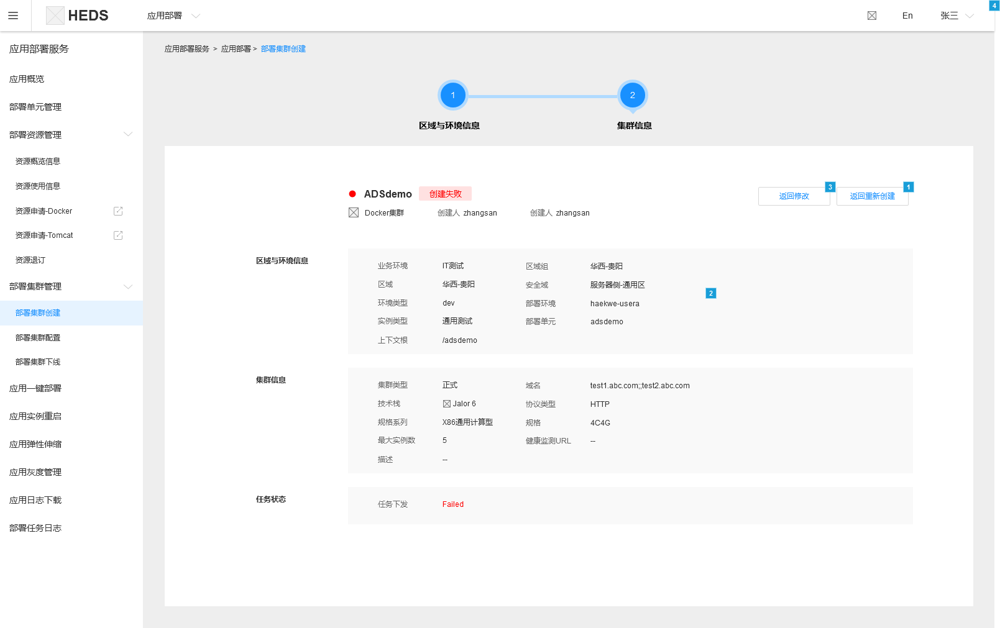 HEDS
应用部署
En
张三
4
应用部署服务
应用概览
部署单元管理
部署资源管理
资源概览信息
资源使用信息
资源申请-Docker
资源申请-Tomcat
资源退订
部署集群管理
部署集群创建
部署集群配置
部署集群下线
应用一键部署
应用实例重启
应用弹性伸缩
应用灰度管理
应用日志下载
部署任务日志
应用部署服务 > 应用部署 > 部署集群创建
1
2
区域与环境信息
集群信息
ADSdemo
创建失败
返回修改
3
返回重新创建
1
Docker集群
创建人 zhangsan
创建人 zhangsan
区域与环境信息
业务环境 IT测试 区域组 华西-贵阳
区域 华西-贵阳 安全域 服务器侧-通用区
2
环境类型 dev 部署环境 haekwe-usera
实例类型 通用测试 部署单元 adsdemo
上下文根 /adsdemo
集群信息
集群类型 正式 域名 test1.abc.com;;test2.abc.com
技术栈 Jalor 6 协议类型 HTTP
规格系列 X86通用计算型 规格 4C4G
最大实例数 5 健康监测URL --
描述 --
任务状态
任务下发 Failed